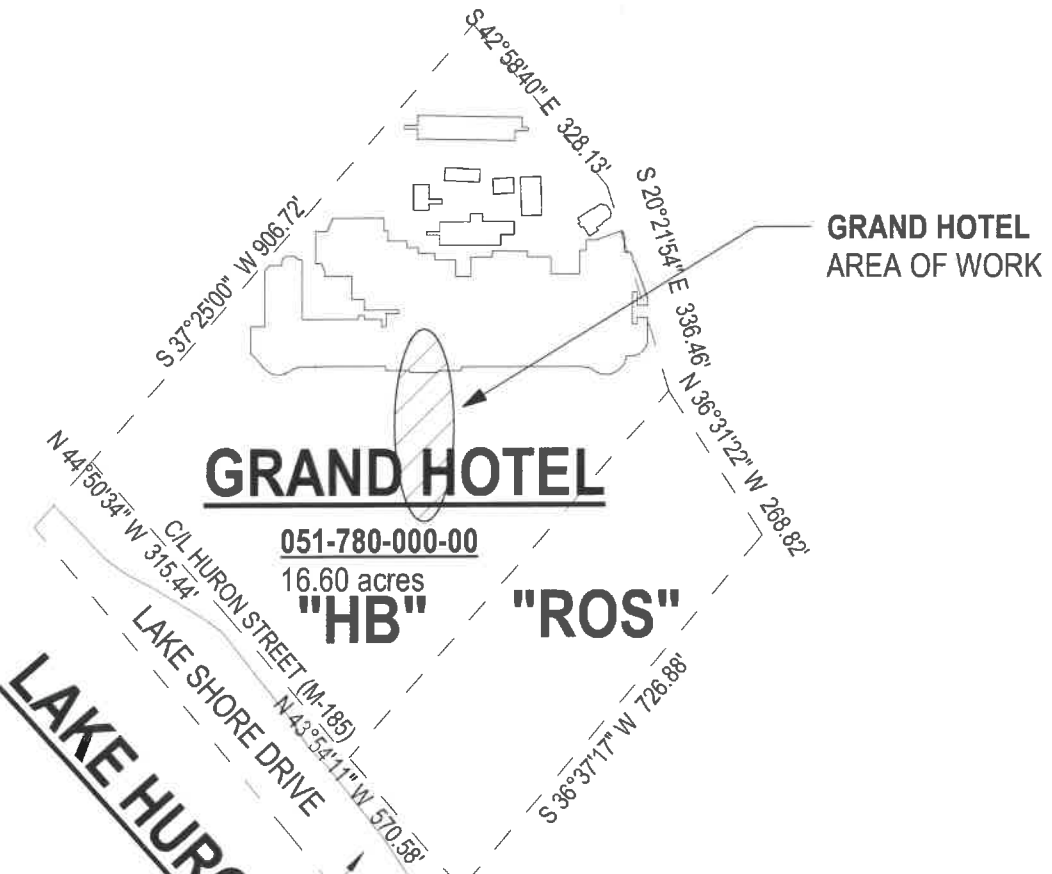 S 42°58'40" E 328.13'
S 20°21'54" E 336.46'
GRAND HOTEL
AREA OF WORK
S 37°25'00" W 906.72'
N 36°31'22" W 268.82'
GRAND HOTEL
N 44°50'34" W 315.44'
051-780-000-00
16.60 acres
"HB"
"ROS"
C/L HURON STREET (M-185)
LAKE SHORE DRIVE
N 43°54'11" W 570.58'
S 36°37'17" W 726.88'
LAKE HURO